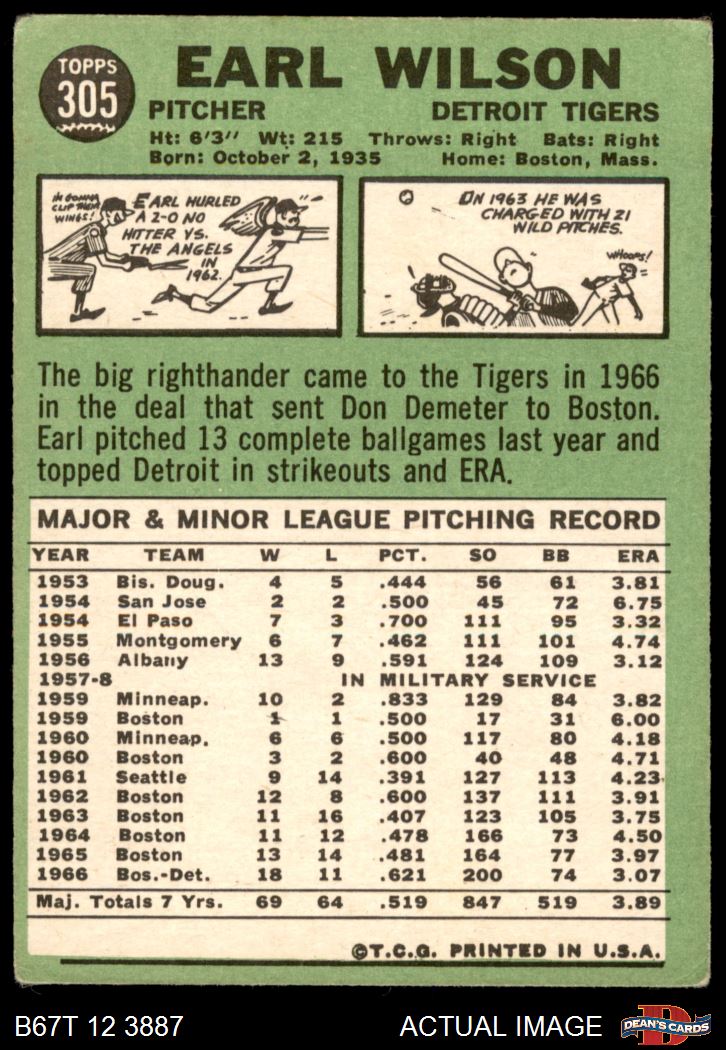 TOPPS
305
EARL WILSON
PITCHER DETROIT TIGERS
Ht: 6'3" Wt: 215 Throws: Right Bats: Right
Born: October 2, 1935 Home: Boston, Mass.
I'M GONNA
CLIP THEM
WINGS!
EARL HURLED
A 2-0 NO
HITTER VS.
THE ANGELS
IN
1962.
IN 1963 HE WAS
CHARGED WITH 21
WILD PITCHES.
WHOOPS!
The big righthander came to the Tigers in 1966
in the deal that sent Don Demeter to Boston.
Earl pitched 13 complete ballgames last year and
topped Detroit in strikeouts and ERA.
MAJOR & MINOR LEAGUE PITCHING RECORD
YEAR TEAM W L PCT. SO BB ERA
1953 Bis. Doug. 4 5 .444 56 61 3.81
1954 San Jose 2 2 .500 45 72 6.75
1954 El Paso 7 3 .700 111 95 3.32
1955 Montgomery 6 7 .462 111 101 4.74
1956 Albany 13 9 .591 124 109 3.12
1957-8 IN MILITARY SERVICE
1959 Minneap. 10 2 .833 129 84 3.82
1959 Boston 1 1 .500 17 31 6.00
1960 Minneap. 6 6 .500 117 80 4.18
1960 Boston 3 2 .600 40 48 4.71
1961 Seattle 9 14 .391 127 113 4.23
1962 Boston 12 8 .600 137 111 3.91
1963 Boston 11 16 .407 123 105 3.75
1964 Boston 11 12 .478 166 73 4.50
1965 Boston 13 14 .481 164 77 3.97
1966 Bos.-Det. 18 11 .621 200 74 3.07
Maj. Totals 7 Yrs. 69 64 .519 847 519 3.89
©T.C.G. PRINTED IN U.S.A.
B67T 12 3887 ACTUAL IMAGE
D
DEAN'S CARDS